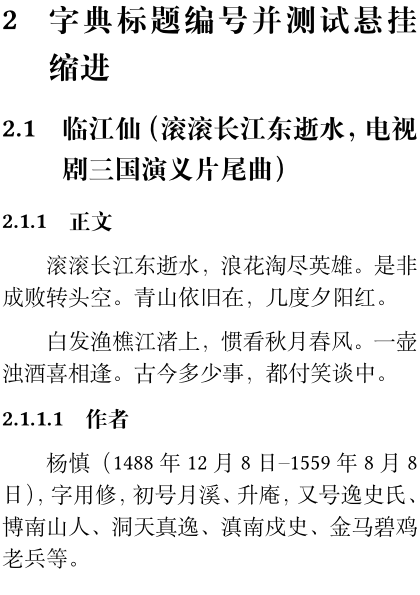 2 字典标题编号并测试悬挂
缩进
2.1 临江仙（滚滚长江东逝水，电视
剧三国演义片尾曲）
2.1.1 正文
滚滚长江东逝水，浪花淘尽英雄。是非
成败转头空。青山依旧在，几度夕阳红。
白发渔樵江渚上，惯看秋月春风。一壶
浊酒喜相逢。古今多少事，都付笑谈中。
2.1.1.1 作者
杨慎（1488 年 12 月 8 日–1559 年 8 月 8
日），字用修，初号月溪、升庵，又号逸史氏、
博南山人、洞天真逸、滇南戍史、金马碧鸡
老兵等。